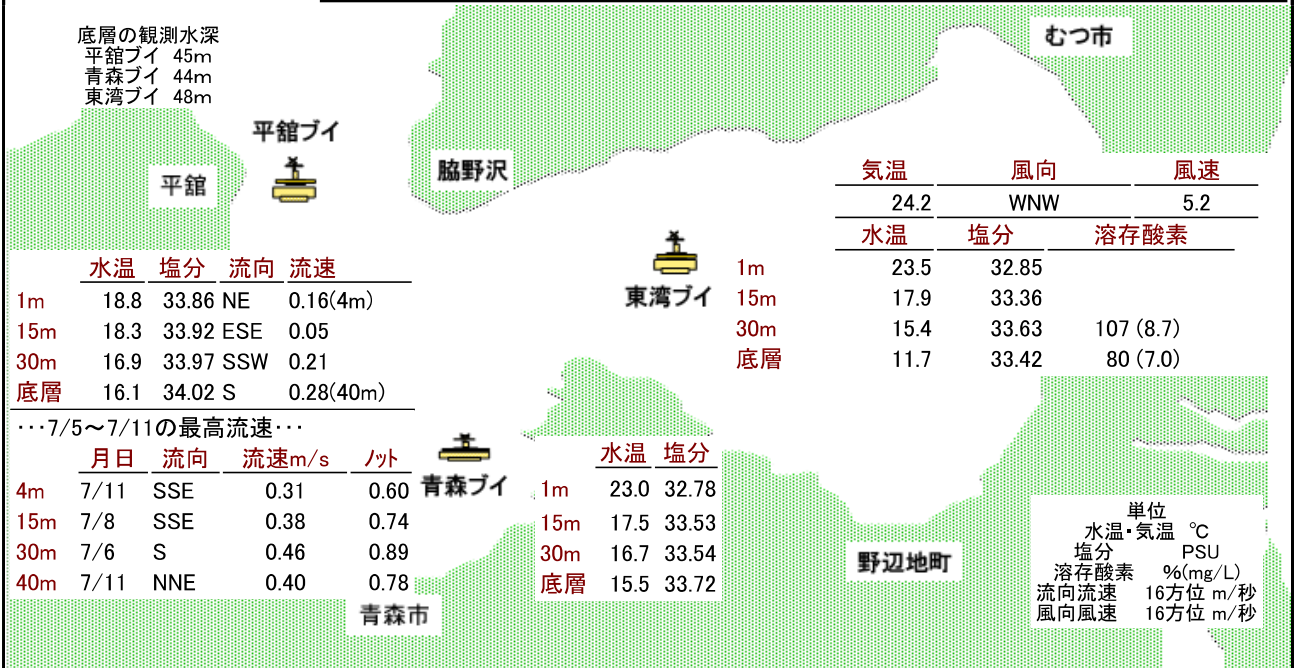 底層の観測水深
平舘ブイ 45m
青森ブイ 44m
東湾ブイ 48m
むつ市
平舘ブイ
平舘
脇野沢
気温 風向 風速
24.2 WNW 5.2
水温 塩分 溶存酸素
1m 23.5 32.85
15m 17.9 33.36
30m 15.4 33.63 107 (8.7)
底層 11.7 33.42 80 (7.0)
東湾ブイ
水温 塩分 流向 流速
1m 18.8 33.86 NE 0.16(4m)
15m 18.3 33.92 ESE 0.05
30m 16.9 33.97 SSW 0.21
底層 16.1 34.02 S 0.28(40m)
…7/5～7/11の最高流速…
月日 流向 流速m/s ノット
4m 7/11 SSE 0.31 0.60
15m 7/8 SSE 0.38 0.74
30m 7/6 S 0.46 0.89
40m 7/11 NNE 0.40 0.78
青森ブイ
水温 塩分
1m 23.0 32.78
15m 17.5 33.53
30m 16.7 33.54
底層 15.5 33.72
青森市
野辺地町
単位
水温・気温 ℃
塩分 PSU
溶存酸素 %(mg/L)
流向流速 16方位 m/秒
風向風速 16方位 m/秒